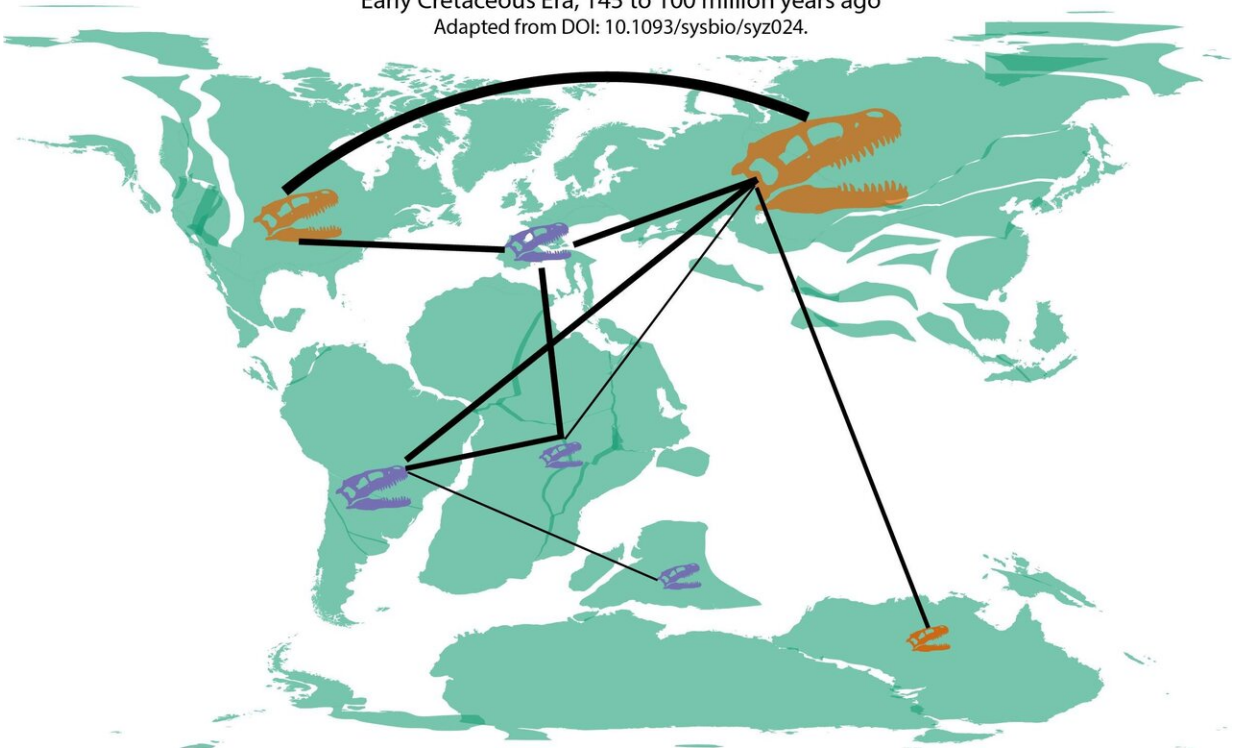 Early Cretaceous Era, 145 to 100 million years ago
Adapted from DOI: 10.1093/sysbio/syz024.